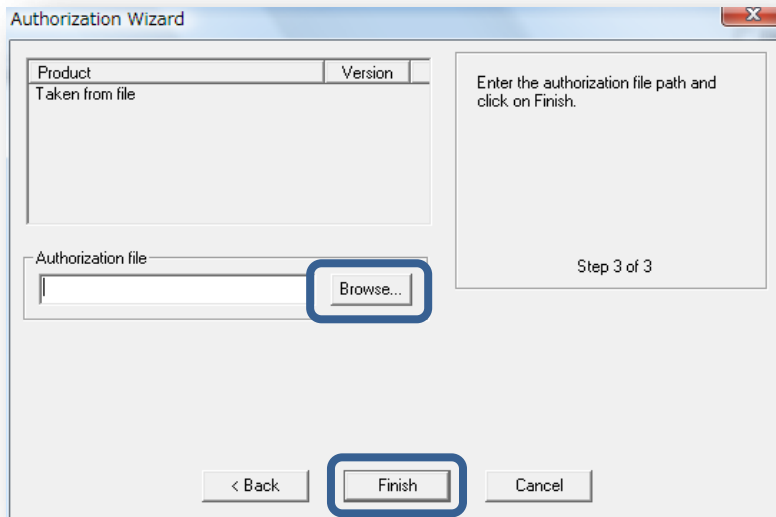 Authorization Wizard
X
Product Version
Taken from file
Enter the authorization file path and
click on Finish.
Step 3 of 3
Authorization file
Browse...
< Back Finish Cancel